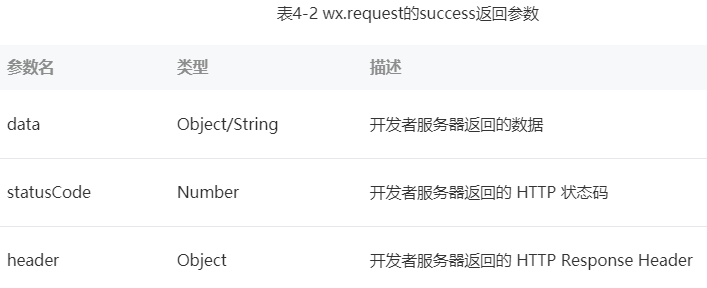 表4-2 wx.request的success返回参数
参数名 类型 描述
data Object/String 开发者服务器返回的数据
statusCode Number 开发者服务器返回的 HTTP 状态码
header Object 开发者服务器返回的 HTTP Response Header